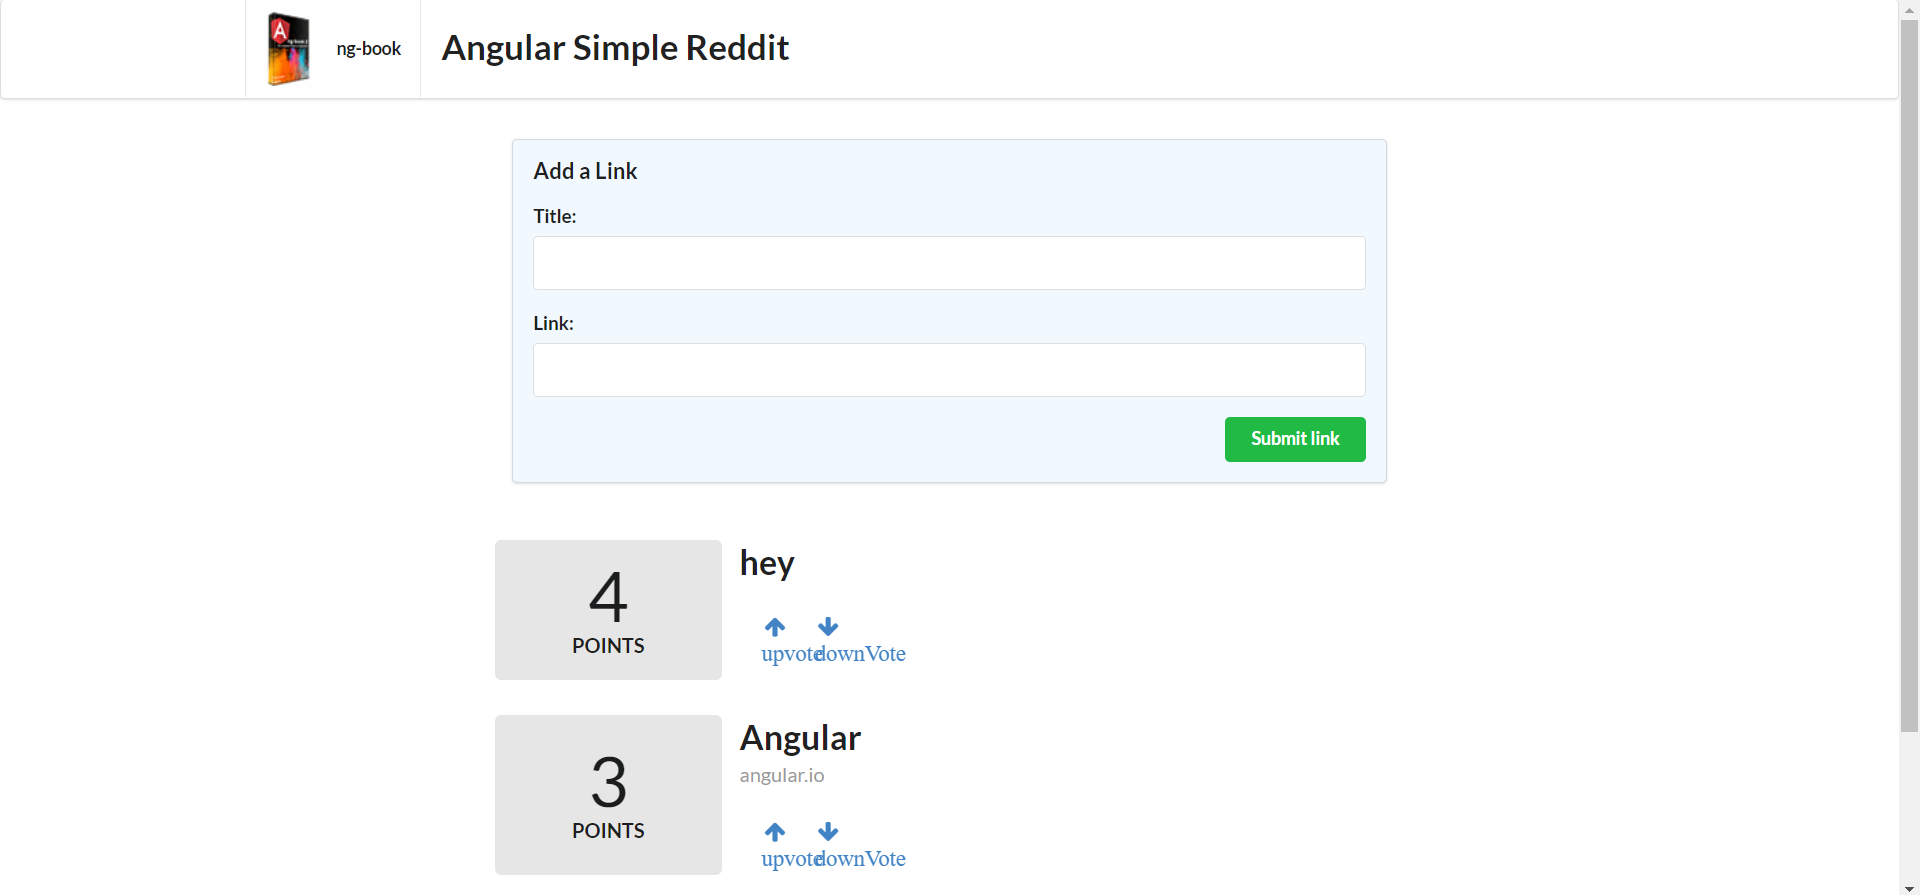 ng-book
Angular Simple Reddit
Add a Link
Title:
Link:
Submit link
4
POINTS
hey
upvote downVote
3
POINTS
Angular
angular.io
upvote downVote